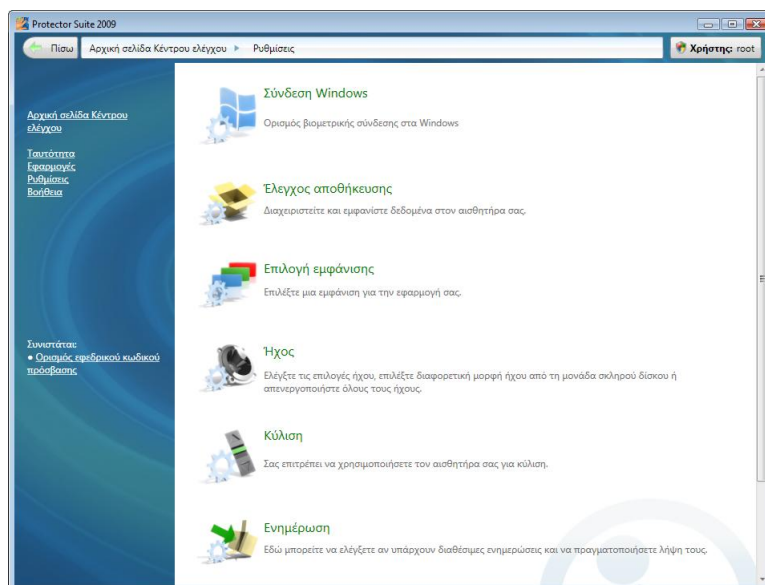 Protector Suite 2009
Πίσω
Αρχική σελίδα Κέντρου ελέγχου
Ρυθμίσεις
Χρήστης: root
Αρχική σελίδα Κέντρου
ελέγχου
Ταυτότητα
Εφαρμογές
Ρυθμίσεις
Βοήθεια
Συνιστάται:
• Ορισμός εφεδρικού κωδικού
πρόσβασης
Σύνδεση Windows
Ορισμός βιομετρικής σύνδεσης στα Windows
Έλεγχος αποθήκευσης
Διαχειριστείτε και εμφανίστε δεδομένα στον αισθητήρα σας.
Επιλογή εμφάνισης
Επιλέξτε μια εμφάνιση για την εφαρμογή σας.
Ήχος
Ελέγξτε τις επιλογές ήχου, επιλέξτε διαφορετική μορφή ήχου από τη μονάδα σκληρού δίσκου ή
απενεργοποιήστε όλους τους ήχους.
Κύλιση
Σας επιτρέπει να χρησιμοποιήσετε τον αισθητήρα σας για κύλιση.
Ενημέρωση
Εδώ μπορείτε να ελέγξετε αν υπάρχουν διαθέσιμες ενημερώσεις και να πραγματοποιήσετε λήψη τους.